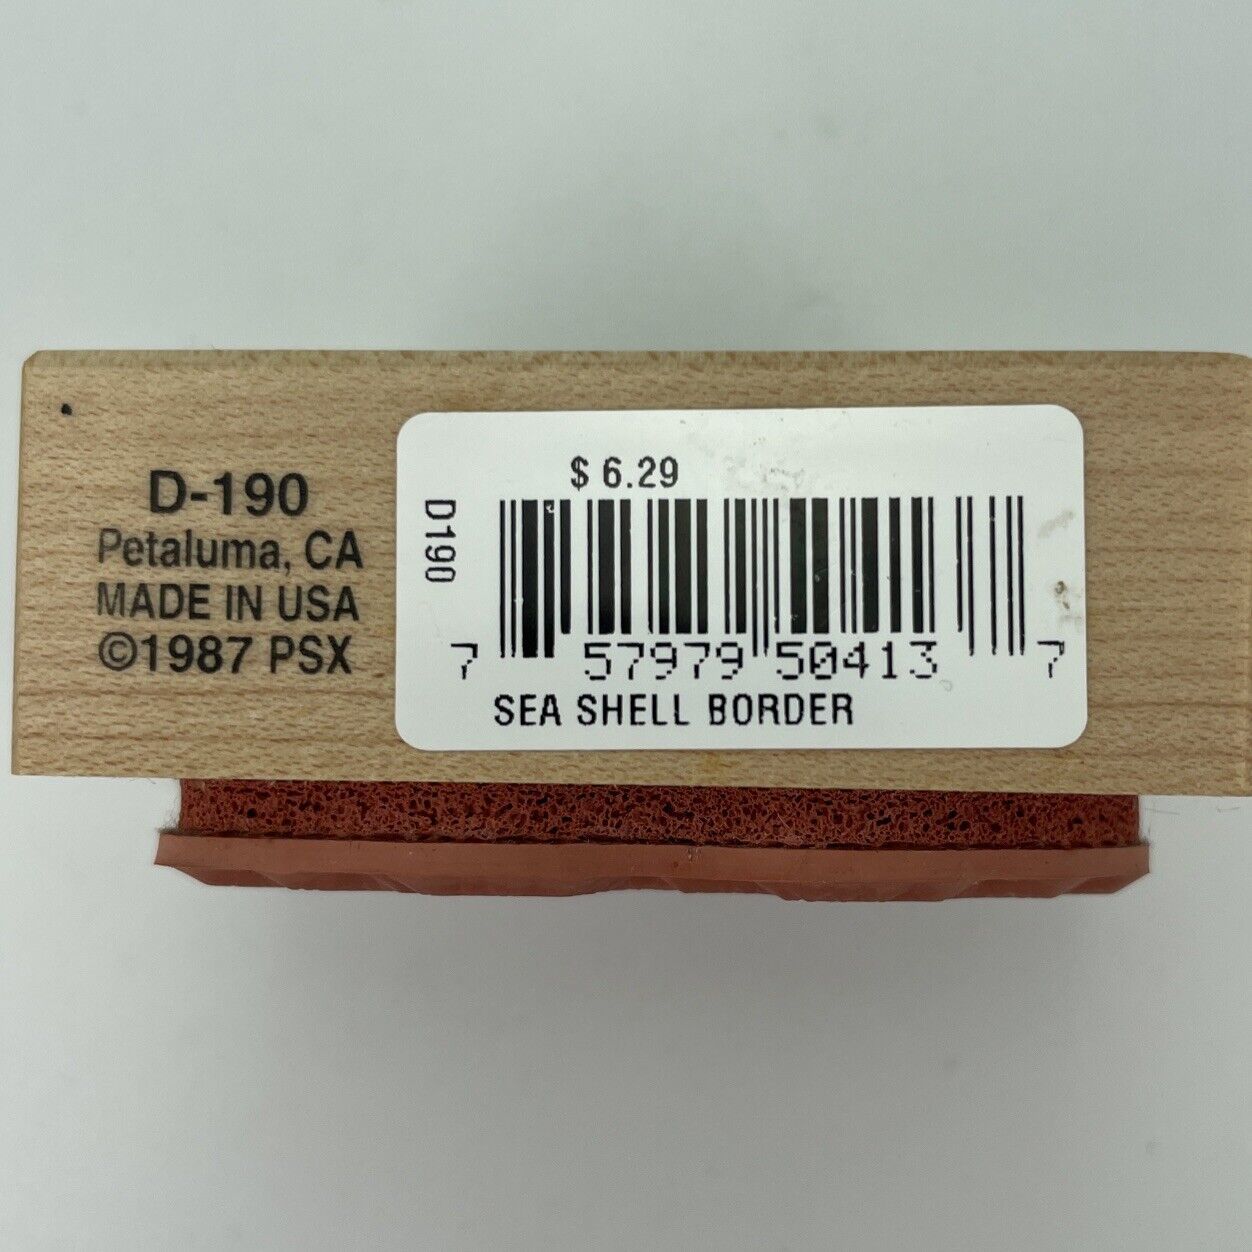 D-190
Petaluma, CA
MADE IN USA
©1987 PSX
$ 6.29
D190
7 57979 50413 7
SEA SHELL BORDER